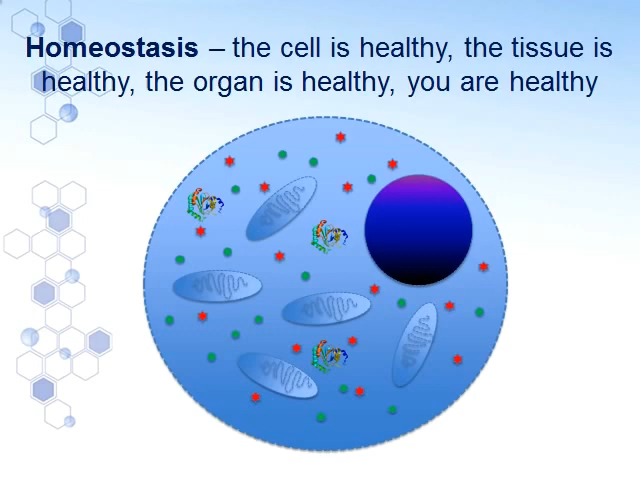 Homeostasis – the cell is healthy, the tissue is
healthy, the organ is healthy, you are healthy